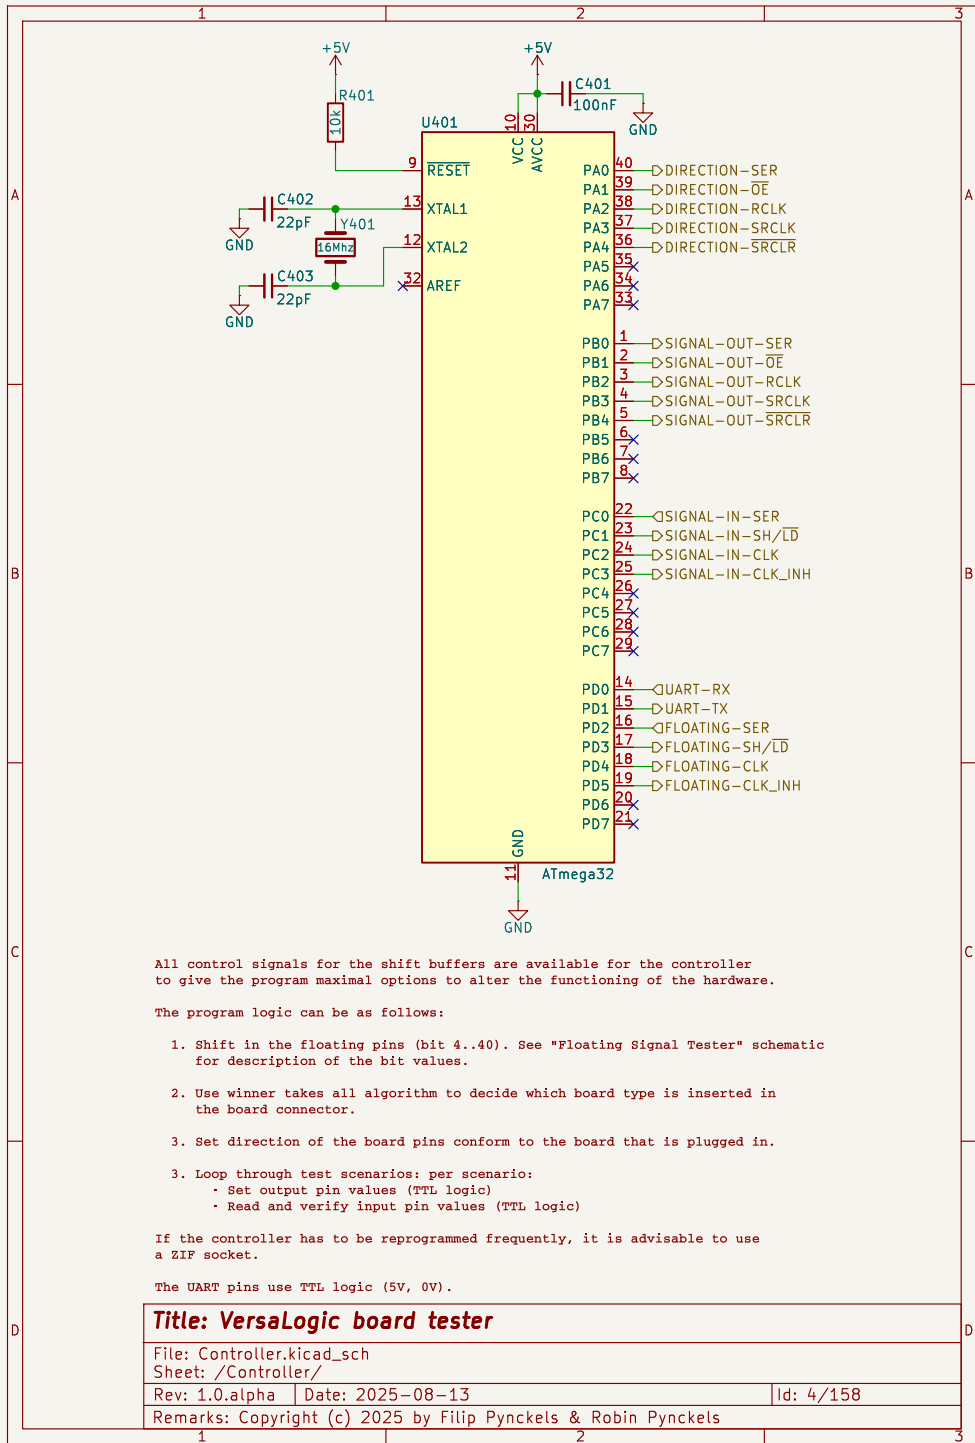 1 2 3
+5V +5V
C401
R401
100nF
10k
GND
U401
10 30
VCC AVCC
9 RESET PA0 40 DIRECTION-SER
PA1 39 DIRECTION-OE
C402 13 XTAL1 PA2 38 DIRECTION-RCLK
22pF Y401 PA3 37 DIRECTION-SRCLK
GND 16Mhz 12 XTAL2 PA4 36 DIRECTION-SRCLR
PA5 35
C403 32 AREF PA6 34
22pF PA7 33
GND
PB0 1 SIGNAL-OUT-SER
PB1 2 SIGNAL-OUT-OE
PB2 3 SIGNAL-OUT-RCLK
PB3 4 SIGNAL-OUT-SRCLK
PB4 5 SIGNAL-OUT-SRCLR
PB5 6
PB6 7
PB7 8
PC0 22 SIGNAL-IN-SER
PC1 23 SIGNAL-IN-SH/LD
PC2 24 SIGNAL-IN-CLK
PC3 25 SIGNAL-IN-CLK_INH
PC4 26
PC5 27
PC6 28
PC7 29
PD0 14 UART-RX
PD1 15 UART-TX
PD2 16 FLOATING-SER
PD3 17 FLOATING-SH/LD
PD4 18 FLOATING-CLK
PD5 19 FLOATING-CLK_INH
PD6 20
PD7 21
GND
11 ATmega32
GND
A A
B B
C C
D D
All control signals for the shift buffers are available for the controller
to give the program maximal options to alter the functioning of the hardware.
The program logic can be as follows:
1. Shift in the floating pins (bit 4..40). See "Floating Signal Tester" schematic
for description of the bit values.
2. Use winner takes all algorithm to decide which board type is inserted in
the board connector.
3. Set direction of the board pins conform to the board that is plugged in.
3. Loop through test scenarios: per scenario:
- Set output pin values (TTL logic)
- Read and verify input pin values (TTL logic)
If the controller has to be reprogrammed frequently, it is advisable to use
a ZIF socket.
The UART pins use TTL logic (5V, 0V).
Title: VersaLogic board tester
File: Controller.kicad_sch
Sheet: /Controller/
Rev: 1.0.alpha Date: 2025-08-13 Id: 4/158
Remarks: Copyright (c) 2025 by Filip Pynckels & Robin Pynckels
1 2 3